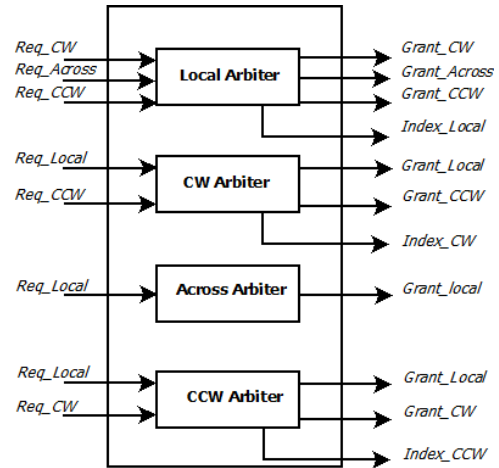 Req_CW
Req_Across
Req_CCW
Local Arbiter
Grant_CW
Grant_Across
Grant_CCW
Index_Local
Req_Local
Req_CCW
CW Arbiter
Grant_Local
Grant_CCW
Index_CW
Req_Local
Across Arbiter
Grant_local
Req_Local
Req_CW
CCW Arbiter
Grant_Local
Grant_CW
Index_CCW